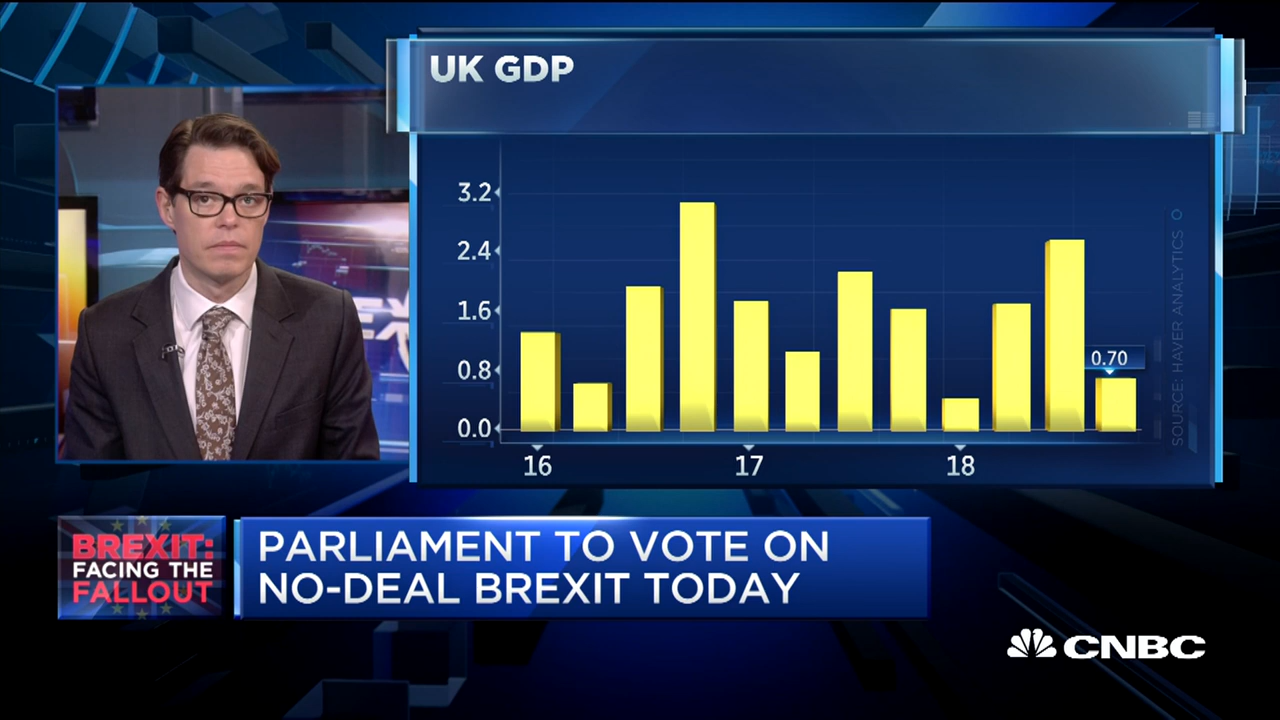 UK GDP
3.2
2.4
1.6
0.8
0.0
0.70
16 17 18
SOURCE: HAVER ANALYTICS
BREXIT:
FACING THE
FALLOUT
PARLIAMENT TO VOTE ON
NO-DEAL BREXIT TODAY
CNBC